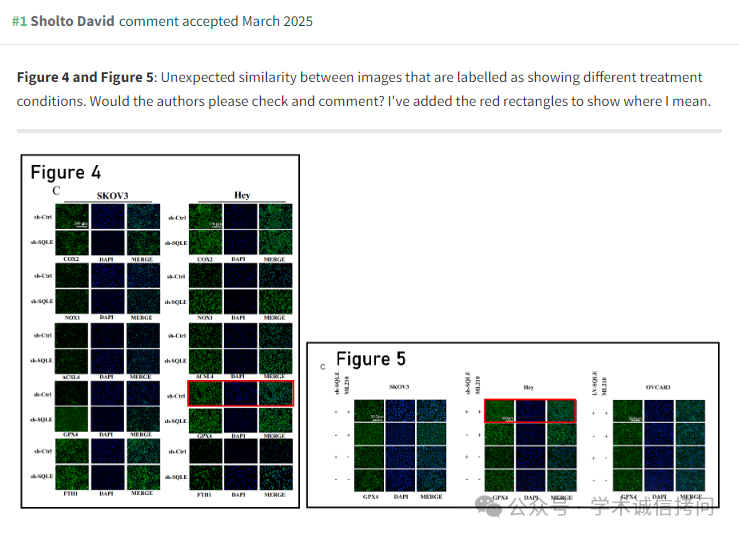 #1 Sholto David comment accepted March 2025
Figure 4 and Figure 5: Unexpected similarity between images that are labelled as showing different treatment
conditions. Would the authors please check and comment? I've added the red rectangles to show where I mean.
Figure 4
C
SKOV3 Hey
sh-Ctrl sh-Ctrl
sh-SQLE sh-SQLE
COX2 DAPI MERGE COX2 DAPI MERGE
sh-Ctrl sh-Ctrl
sh-SQLE sh-SQLE
NOX1 DAPI MERGE NOX1 DAPI MERGE
sh-Ctrl sh-Ctrl
sh-SQLE sh-SQLE
ACSL4 DAPI MERGE ACSL4 DAPI MERGE
sh-Ctrl sh-Ctrl
sh-SQLE sh-SQLE
GPX4 DAPI MERGE GPX4 DAPI MERGE
sh-Ctrl sh-Ctrl
sh-SQLE sh-SQLE
FTH1 DAPI MERGE FTH1 DAPI MERGE
C
Figure 5
sh-SQLE ML210 SKOV3 sh-SQLE ML210 Hey LV-SQLE ML210 OVCAR3
+ + + + + +
- + - + - +
+ - + - + -
- - - - - -
GPX4 DAPI MERGE GPX4 DAPI MERGE GPX4 DAPI MERGE
公众号 · 学术诚信拷问